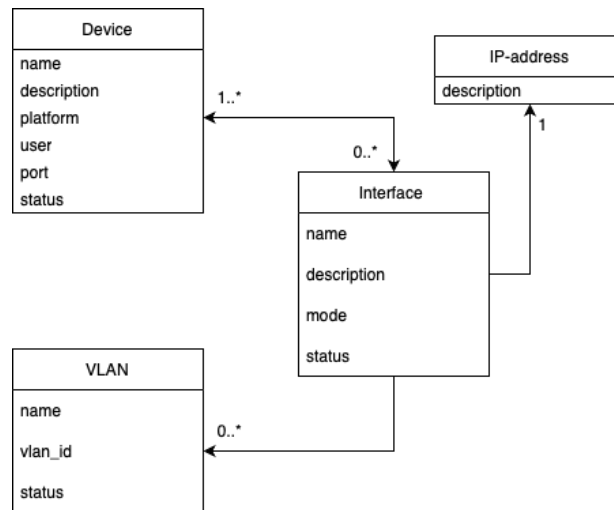 Device
name
description
platform
user
port
status
IP-address
description
1..*
1
0..*
Interface
name
description
mode
status
VLAN
name
vlan_id
status
0..*